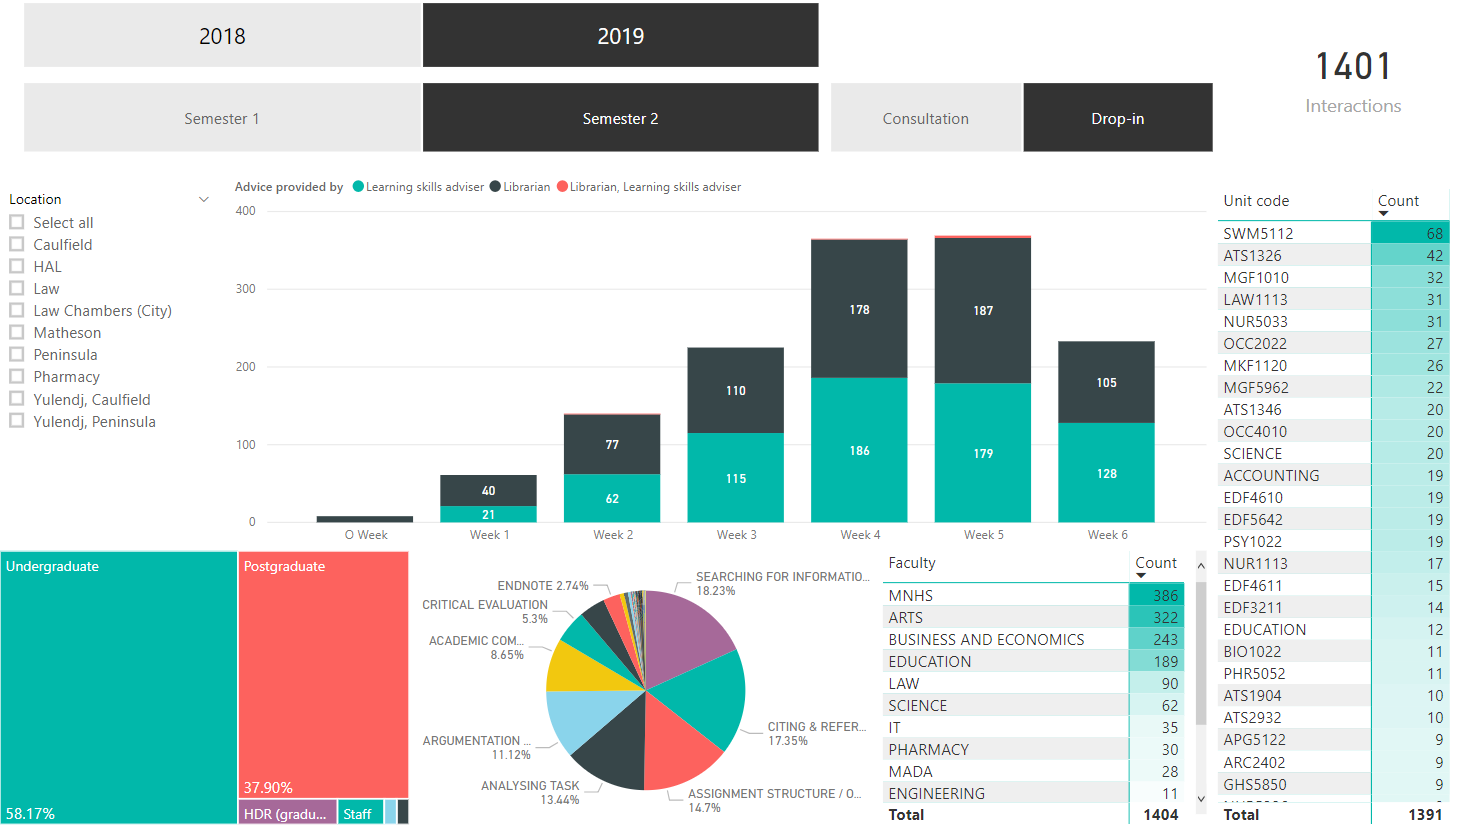 2018
2019
1401
Interactions
Semester 1
Semester 2
Consultation
Drop-in
Location
Select all
Caulfield
HAL
Law
Law Chambers (City)
Matheson
Peninsula
Pharmacy
Yulendj, Caulfield
Yulendj, Peninsula
Advice provided by Learning skills adviser Librarian Librarian, Learning skills adviser
400
300
200
100
0
40
21
77
62
110
115
178
186
187
179
105
128
O Week Week 1 Week 2 Week 3 Week 4 Week 5 Week 6
Unit code Count
SWM5112 68
ATS1326 42
MGF1010 32
LAW1113 31
NUR5033 31
OCC2022 27
MKF1120 26
MGF5962 22
ATS1346 20
OCC4010 20
SCIENCE 20
ACCOUNTING 19
EDF4610 19
EDF5642 19
PSY1022 19
NUR1113 17
EDF4611 15
EDF3211 14
EDUCATION 12
BIO1022 11
PHR5052 11
ATS1904 10
ATS2932 10
APG5122 9
ARC2402 9
GHS5850 9
Total 1391
Undergraduate
58.17%
Postgraduate
37.90%
HDR (gradu...
Staff
ENDNOTE 2.74%
CRITICAL EVALUATION
5.3%
ACADEMIC COM...
8.65%
ARGUMENTATION ...
11.12%
ANALYSING TASK
13.44%
SEARCHING FOR INFORMATIO...
18.23%
CITING & REFER...
17.35%
ASSIGNMENT STRUCTURE / O...
14.7%
Faculty Count
MNHS 386
ARTS 322
BUSINESS AND ECONOMICS 243
EDUCATION 189
LAW 90
SCIENCE 62
IT 35
PHARMACY 30
MADA 28
ENGINEERING 11
Total 1404